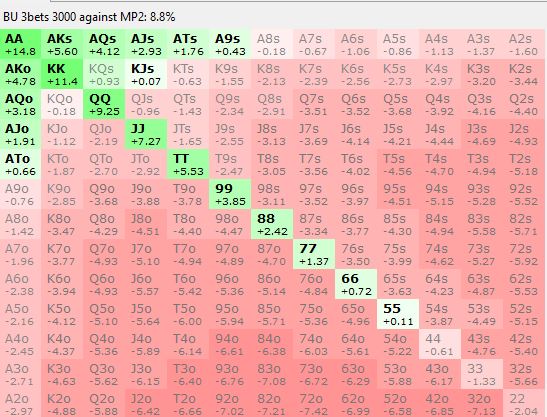 BU 3bets 3000 against MP2: 8.8%
AA AKs AQs AJs ATs A9s A8s A7s A6s A5s A4s A3s A2s
+14.8 +5.60 +4.12 +2.93 +1.76 +0.43 -0.18 -0.67 -1.06 -0.86 -1.13 -1.37 -1.60
AKo KK KQs KJs KTs K9s K8s K7s K6s K5s K4s K3s K2s
+4.78 +11.4 -0.93 +0.07 -0.63 -1.55 -2.13 -2.39 -2.56 -2.73 -2.97 -3.20 -3.44
AQo KQo QQ QJs QTs Q9s Q8s Q7s Q6s Q5s Q4s Q3s Q2s
+3.18 -0.18 +9.25 -0.96 -1.43 -2.24 -2.91 -3.51 -3.52 -3.68 -3.92 -4.16 -4.40
AJo KJo QJo JJ JTs J9s J8s J7s J6s J5s J4s J3s J2s
+1.91 -1.12 -2.19 +7.27 -1.65 -2.55 -3.13 -3.69 -4.14 -4.21 -4.44 -4.69 -4.93
ATo KTo QTo JTo TT T9s T8s T7s T6s T5s T4s T3s T2s
+0.66 -1.87 -2.70 -2.92 +5.53 -2.47 -3.05 -3.56 -4.02 -4.56 -4.70 -4.94 -5.18
A9o K9o Q9o J9o T9o 99 98s 97s 96s 95s 94s 93s 92s
-0.76 -2.85 -3.68 -3.88 -3.78 +3.85 -3.11 -3.52 -3.98 -4.51 -5.15 -5.28 -5.52
A8o K8o Q8o J8o T8o 98o 88 87s 86s 85s 84s 83s 82s
-1.42 -3.47 -4.29 -4.51 -4.40 -4.47 +2.42 -3.34 -3.77 -4.30 -4.94 -5.58 -5.71
A7o K7o Q7o J7o T7o 97o 87o 77 76s 75s 74s 73s 72s
-1.96 -3.77 -4.93 -5.10 -4.94 -4.89 -4.70 +1.37 -3.50 -3.99 -4.62 -5.27 -5.92
A6o K6o Q6o J6o T6o 96o 86o 76o 66 65s 64s 63s 62s
-2.38 -3.94 -4.93 -5.57 -5.42 -5.36 -5.14 -4.84 +0.72 -3.63 -4.23 -4.87 -5.53
A5o K5o Q5o J5o T5o 95o 85o 75o 65o 55 54s 53s 52s
-2.16 -4.12 -5.10 -5.64 -6.00 -5.94 -5.71 -5.36 -4.96 +0.11 -3.87 -4.49 -5.15
A4o K4o Q4o J4o T4o 94o 84o 74o 64o 54o 44 43s 42s
-2.45 -4.37 -5.36 -5.89 -6.14 -6.61 -6.38 -6.03 -5.61 -5.22 -0.61 -4.76 -5.40
A3o K3o Q3o J3o T3o 93o 83o 73o 63o 53o 43o 33 32s
-2.71 -4.63 -5.62 -6.15 -6.40 -6.76 -7.08 -6.72 -6.29 -5.88 -6.17 -1.33 -5.66
A2o K2o Q2o J2o T2o 92o 82o 72o 62o 52o 42o 32o 22
-2.97 -4.88 -5.88 -6.42 -6.66 -7.02 -7.21 -7.42 -6.99 -6.58 -6.85 -7.13 -2.04